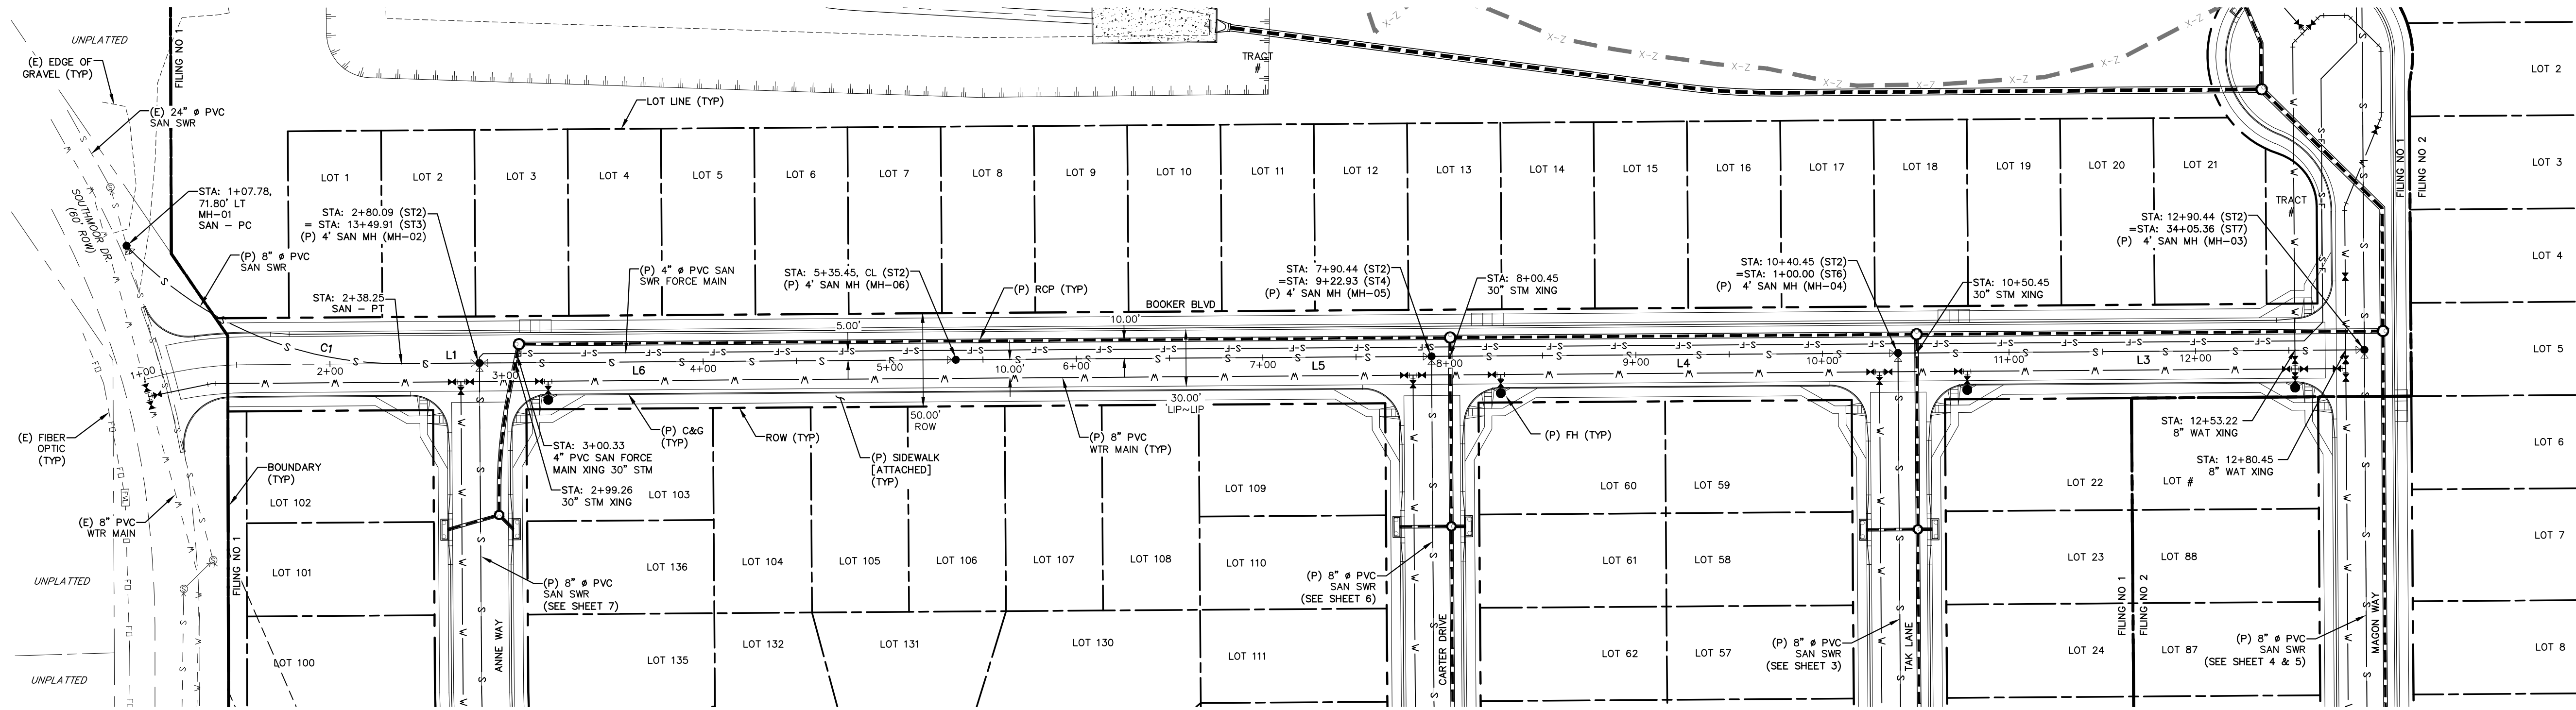 UNPLATTED
(E) EDGE OF
GRAVEL (TYP)
FILING NO 1
(E) 24" ø PVC
SAN SWR
SOUTHMOOR DR.
(60' ROW)
STA: 1+07.78,
71.80' LT
MH-01
SAN - PC
(P) 8" ø PVC
SAN SWR
STA: 2+38.25
SAN - PT
STA: 2+80.09 (ST2)
= STA: 13+49.91 (ST3)
(P) 4' SAN MH (MH-02)
LOT LINE (TYP)
TRACT
#
X-Z
X-Z
X-Z
X-Z
X-Z
X-Z
X-Z
X-Z
LOT 1
LOT 2
LOT 3
LOT 4
LOT 5
LOT 6
LOT 7
LOT 8
LOT 9
LOT 10
LOT 11
LOT 12
LOT 13
LOT 14
LOT 15
LOT 16
LOT 17
LOT 18
LOT 19
LOT 20
LOT 21
TRACT
#
FILING NO 1
FILING NO 2
LOT 2
LOT 3
LOT 4
LOT 5
LOT 6
LOT 7
LOT 8
(P) 4" ø PVC SAN
SWR FORCE MAIN
STA: 5+35.45, CL (ST2)
(P) 4' SAN MH (MH-06)
(P) RCP (TYP)
BOOKER BLVD
STA: 7+90.44 (ST2)
=STA: 9+22.93 (ST4)
(P) 4' SAN MH (MH-05)
STA: 8+00.45
30" STM XING
STA: 10+40.45 (ST2)
=STA: 1+00.00 (ST6)
(P) 4' SAN MH (MH-04)
STA: 10+50.45
30" STM XING
STA: 12+90.44 (ST2)
=STA: 34+05.36 (ST7)
(P) 4' SAN MH (MH-03)
5.00'
10.00'
C1
L1
L6
L5
L4
L3
1+00
2+00
3+00
4+00
5+00
6+00
7+00
8+00
9+00
10+00
11+00
12+00
10.00'
50.00'
ROW
30.00'
LIP~LIP
(E) FIBER
OPTIC
(TYP)
(E) 8" PVC
WTR MAIN
UNPLATTED
UNPLATTED
BOUNDARY
(TYP)
FILING NO 1
LOT 102
LOT 101
LOT 100
STA: 3+00.33
4" PVC SAN FORCE
MAIN XING 30" STM
STA: 2+99.26
30" STM XING
(P) C&G
(TYP)
ROW (TYP)
(P) SIDEWALK
[ATTACHED]
(TYP)
(P) 8" PVC
WTR MAIN (TYP)
(P) FH (TYP)
STA: 12+53.22
8" WAT XING
STA: 12+80.45
8" WAT XING
(P) 8" ø PVC
SAN SWR
(SEE SHEET 7)
ANNE WAY
LOT 103
LOT 136
LOT 135
LOT 104
LOT 105
LOT 106
LOT 107
LOT 108
LOT 109
LOT 110
LOT 111
LOT 132
LOT 131
LOT 130
(P) 8" ø PVC
SAN SWR
(SEE SHEET 6)
CARTER DRIVE
LOT 60
LOT 59
LOT 61
LOT 58
LOT 62
LOT 57
(P) 8" ø PVC
SAN SWR
(SEE SHEET 3)
TAK LANE
LOT 22
LOT #
LOT 23
LOT 88
LOT 24
LOT 87
FILING NO 1
FILING NO 2
(P) 8" ø PVC
SAN SWR
(SEE SHEET 4 & 5)
MAGON WAY